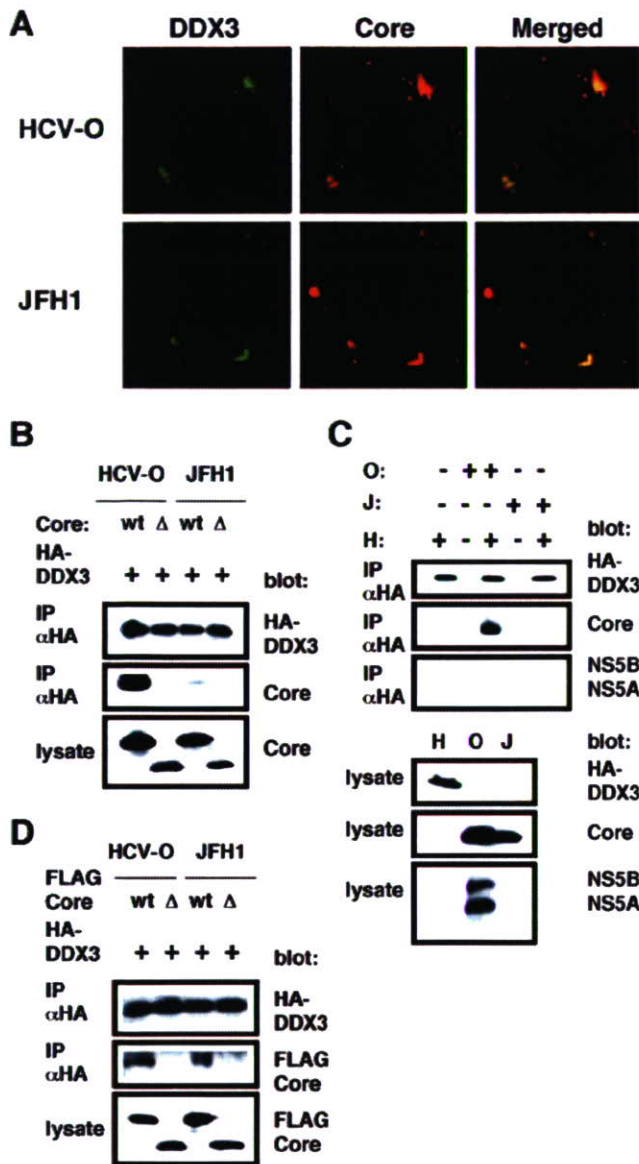 A
DDX3 Core Merged
HCV-O
JFH1
B
HCV-O JFH1
Core: wt Δ wt Δ
HA-
DDX3 + + + + blot:
IP
αHA
HA-
DDX3
IP
αHA
Core
lysate Core
C
O: - + + - -
J: - - - + +
H: + - + - + blot:
IP
αHA
HA-
DDX3
IP
αHA
Core
IP
αHA
NS5B
NS5A
H O J blot:
lysate HA-
DDX3
lysate Core
lysate NS5B
NS5A
D
HCV-O JFH1
FLAG
Core wt Δ wt Δ
HA-
DDX3 + + + + blot:
IP
αHA
HA-
DDX3
IP
αHA
FLAG
Core
lysate FLAG
Core